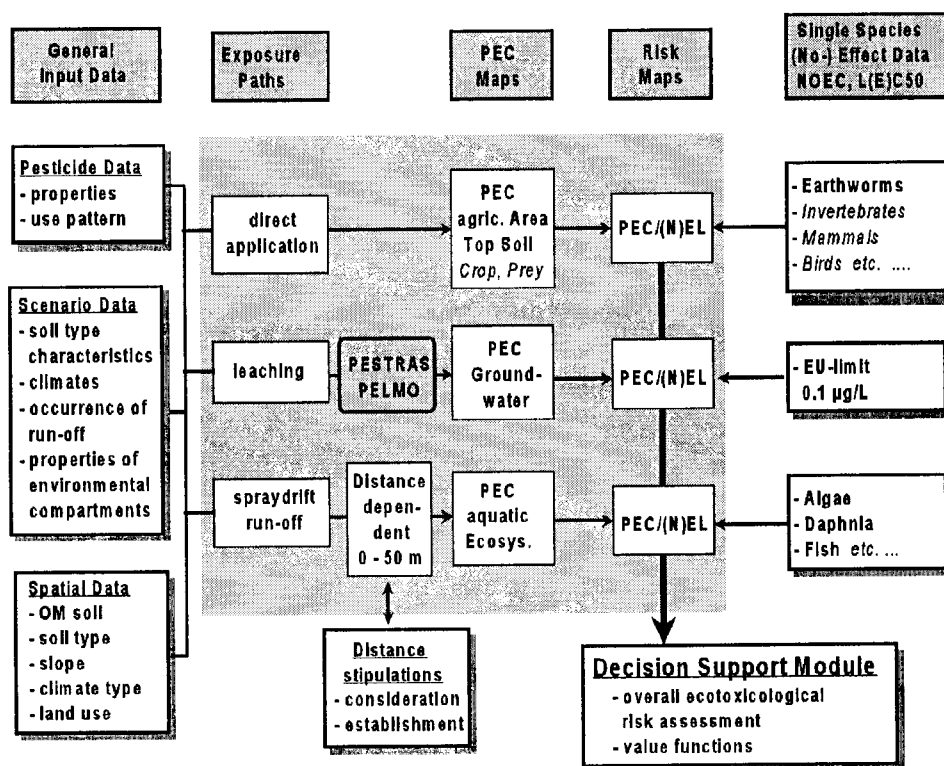 General
Input Data
Exposure
Paths
PEC
Maps
Risk
Maps
Single Species
(No-) Effect Data
NOEC, L(E)C50
Pesticide Data
- properties
- use pattern
Scenario Data
- soil type
characteristics
- climates
- occurrence of
run-off
- properties of
environmental
compartments
Spatial Data
- OM soil
- soil type
- slope
- climate type
- land use
direct
application
PEC
agric. Area
Top Soil
Crop, Prey
PEC/(N)EL
- Earthworms
- Invertebrates
- Mammals
- Birds etc. ....
leaching
PESTRAS
PELMO
PEC
Ground-
water
PEC/(N)EL
- EU-limit
0.1 µg/L
spraydrift
run-off
Distance
depen-
dent
0 - 50 m
PEC
aquatic
Ecosys.
PEC/(N)EL
- Algae
- Daphnia
- Fish etc. ...
Distance
stipulations
- consideration
- establishment
Decision Support Module
- overall ecotoxicological
risk assessment
- value functions